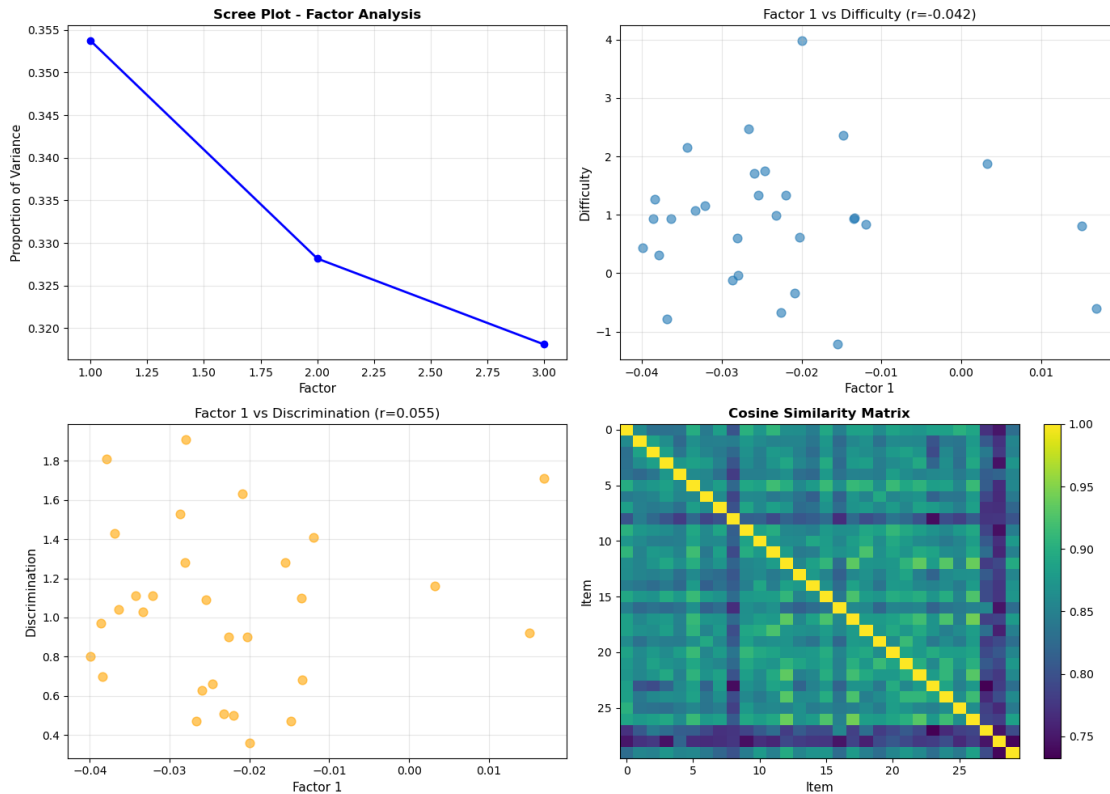 Scree Plot - Factor Analysis
0.355
0.350
0.345
0.340
0.335
0.330
0.325
0.320
Proportion of Variance
1.00 1.25 1.50 1.75 2.00 2.25 2.50 2.75 3.00
Factor
Factor 1 vs Difficulty (r=-0.042)
4
3
2
1
0
−1
Difficulty
−0.04 −0.03 −0.02 −0.01 0.00 0.01
Factor 1
Factor 1 vs Discrimination (r=0.055)
1.8
1.6
1.4
1.2
1.0
0.8
0.6
0.4
Discrimination
−0.04 −0.03 −0.02 −0.01 0.00 0.01
Factor 1
Cosine Similarity Matrix
0
5
10
15
20
25
Item
0 5 10 15 20 25
Item
1.00
0.95
0.90
0.85
0.80
0.75